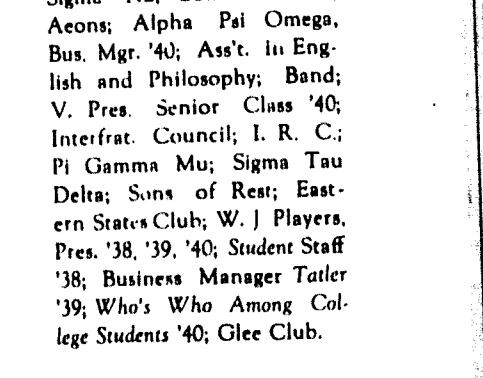 Aeons; Alpha Psi Omega,
Bus. Mgr. '40; Ass't. in Eng-
lish and Philosophy; Band;
V. Pres. Senior Class '40;
Interfrat. Council; I. R. C.;
Pi Gamma Mu; Sigma Tau
Delta; Sons of Rest; East-
ern States Club; W. J Players,
Pres. '38, '39, '40; Student Staff
'38; Business Manager Tatler
'39; Who's Who Among Col-
lege Students '40; Glee Club.